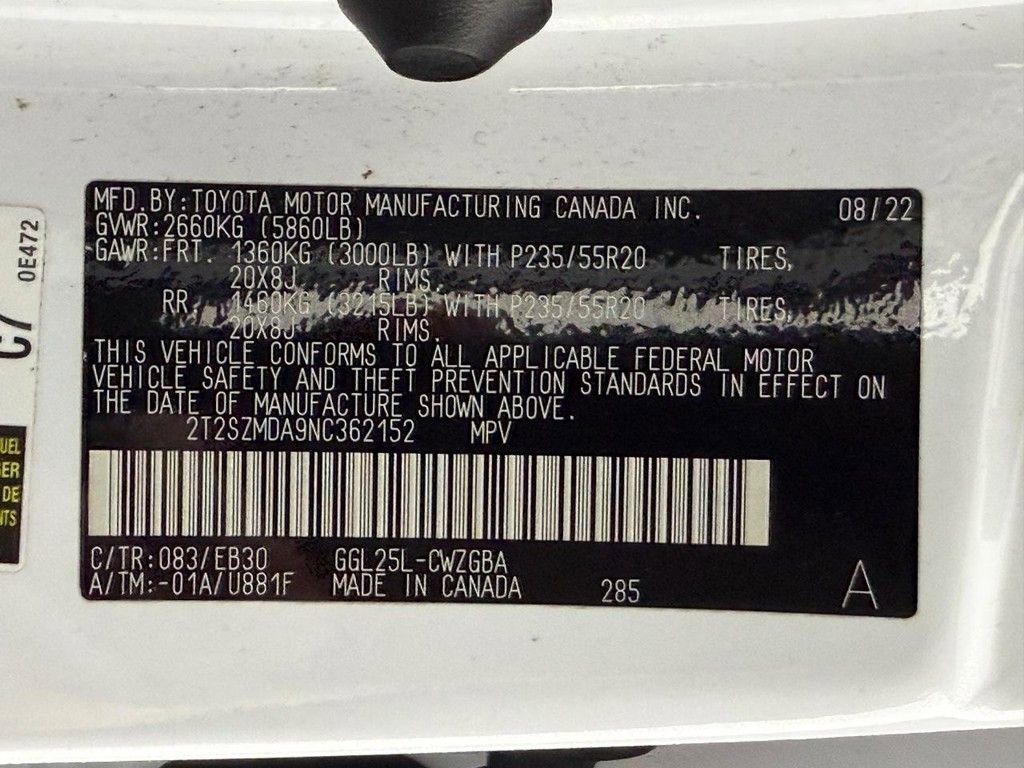 MFD.BY:TOYOTA MOTOR MANUFACTURING CANADA INC. 08/22
GVWR:2660KG (5860LB)
GAWR:FRT. 1360KG (3000LB) WITH P235/55R20 TIRES,
20X8J RIMS.
RR. 1460KG (3215LB) WITH P235/55R20 TIRES,
20X8J RIMS.
THIS VEHICLE CONFORMS TO ALL APPLICABLE FEDERAL MOTOR
VEHICLE SAFETY AND THEFT PREVENTION STANDARDS IN EFFECT ON
THE DATE OF MANUFACTURE SHOWN ABOVE.
2T2SZMDA9NC362152 MPV
C/TR:083/EB30 GGL25L-CWZGBA
A/TM:-01A/U881F MADE IN CANADA 285 A
0E472
C7
DE